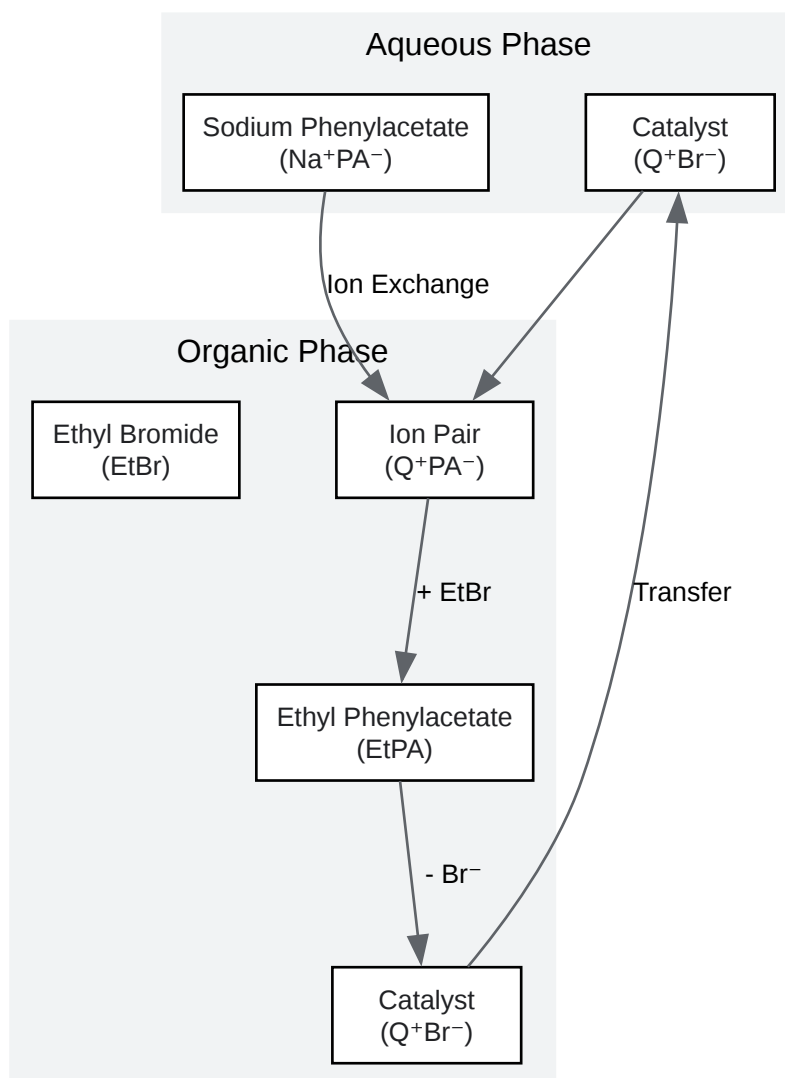 Aqueous Phase
Sodium Phenylacetate
(Na⁺PA⁻)
Catalyst
(Q⁺Br⁻)
Ion Exchange
Organic Phase
Ethyl Bromide
(EtBr)
Ion Pair
(Q⁺PA⁻)
+ EtBr
Transfer
Ethyl Phenylacetate
(EtPA)
- Br⁻
Catalyst
(Q⁺Br⁻)